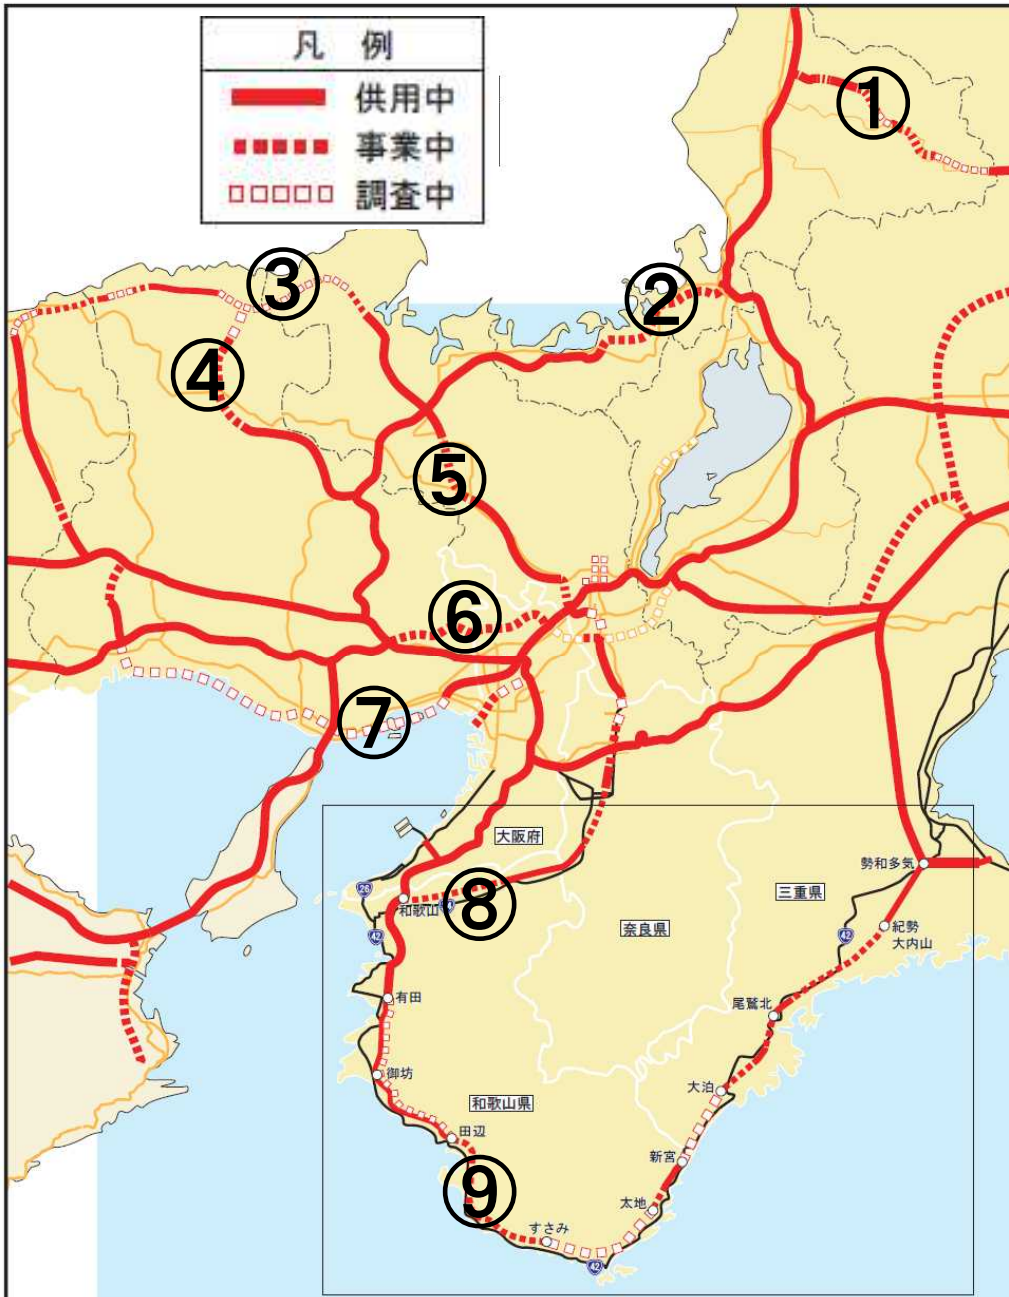 凡 例
供用中
事業中
調査中
①
②
③
④
⑤
⑥
⑦
大阪府
勢和多気
三重県
26
和歌山
⑧
奈良県
42
42
紀勢
大内山
有田
尾鷲北
御坊
大泊
和歌山県
田辺
新宮
⑨
太地
すさみ
42